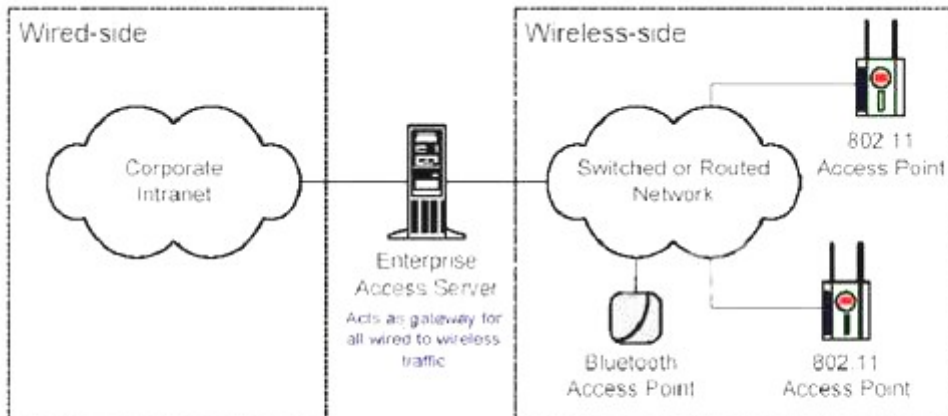 Wired-side
Corporate
Intranet
Enterprise
Access Server
Acts as gateway for
all wired to wireless
traffic
Wireless-side
Switched or Routed
Network
802 11
Access Point
Bluetooth
Access Point
802.11
Access Point